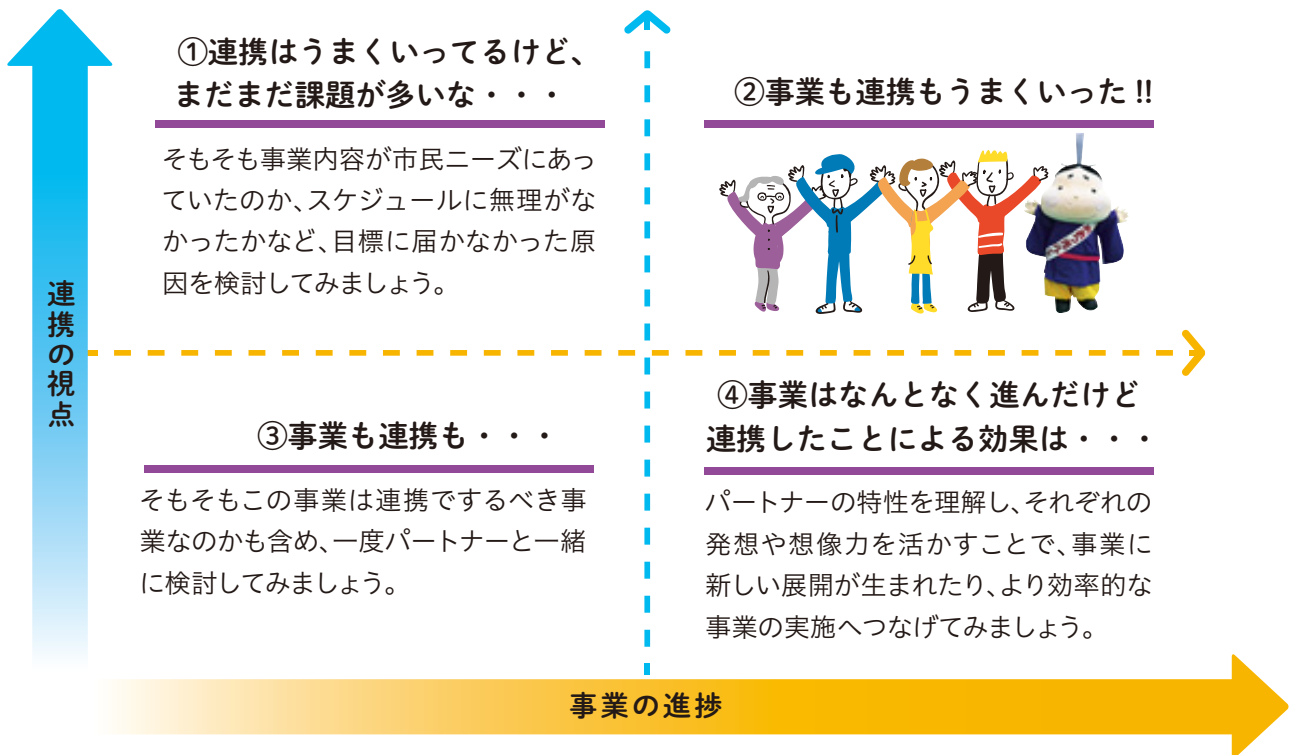 ①連携はうまくいってるけど、
まだまだ課題が多いな・・・
そもそも事業内容が市民ニーズにあっ
ていたのか、スケジュールに無理がな
かったかなど、目標に届かなかった原
因を検討してみましょう。
②事業も連携もうまくいった!!
連携の視点
③事業も連携も・・・
そもそもこの事業は連携でするべき事
業なのかも含め、一度パートナーと一緒
に検討してみましょう。
④事業はなんとなく進んだけど
連携したことによる効果は・・・
パートナーの特性を理解し、それぞれの
発想や想像力を活かすことで、事業に
新しい展開が生まれたり、より効率的な
事業の実施へつなげてみましょう。
事業の進捗